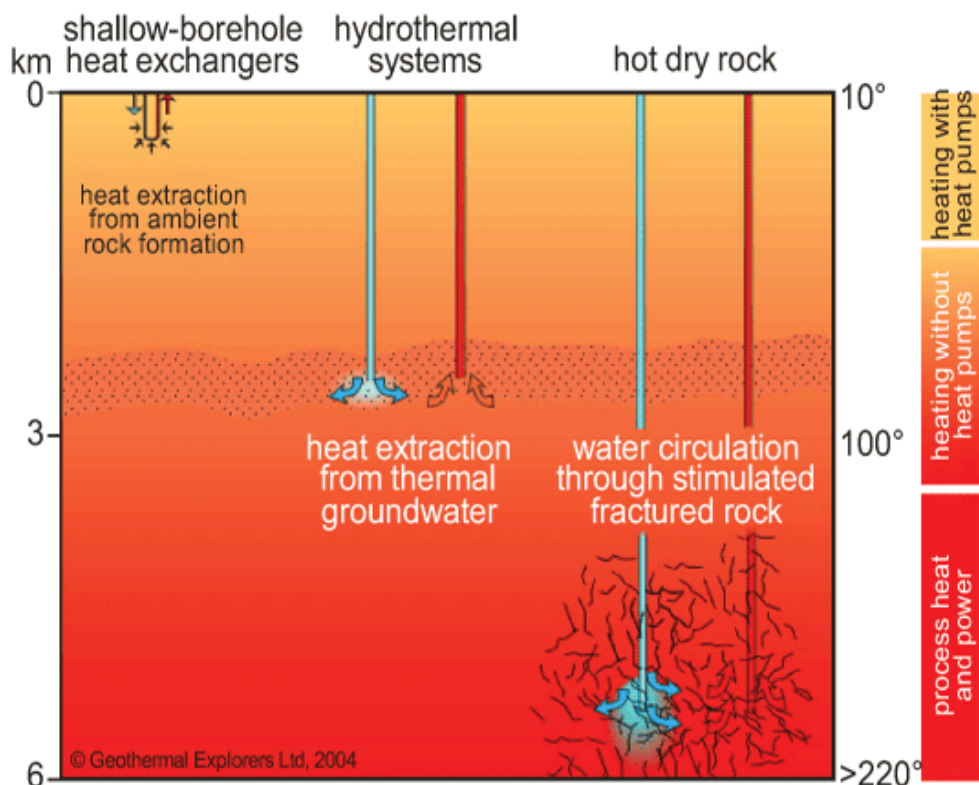 shallow-borehole
heat exchangers
hydrothermal
systems
hot dry rock
km
0
10°
heat extraction
from ambient
rock formation
3
100°
heat extraction
from thermal
groundwater
water circulation
through stimulated
fractured rock
6
>220°
© Geothermal Explorers Ltd, 2004
heating with
heat pumps
heating without
heat pumps
process heat
and power